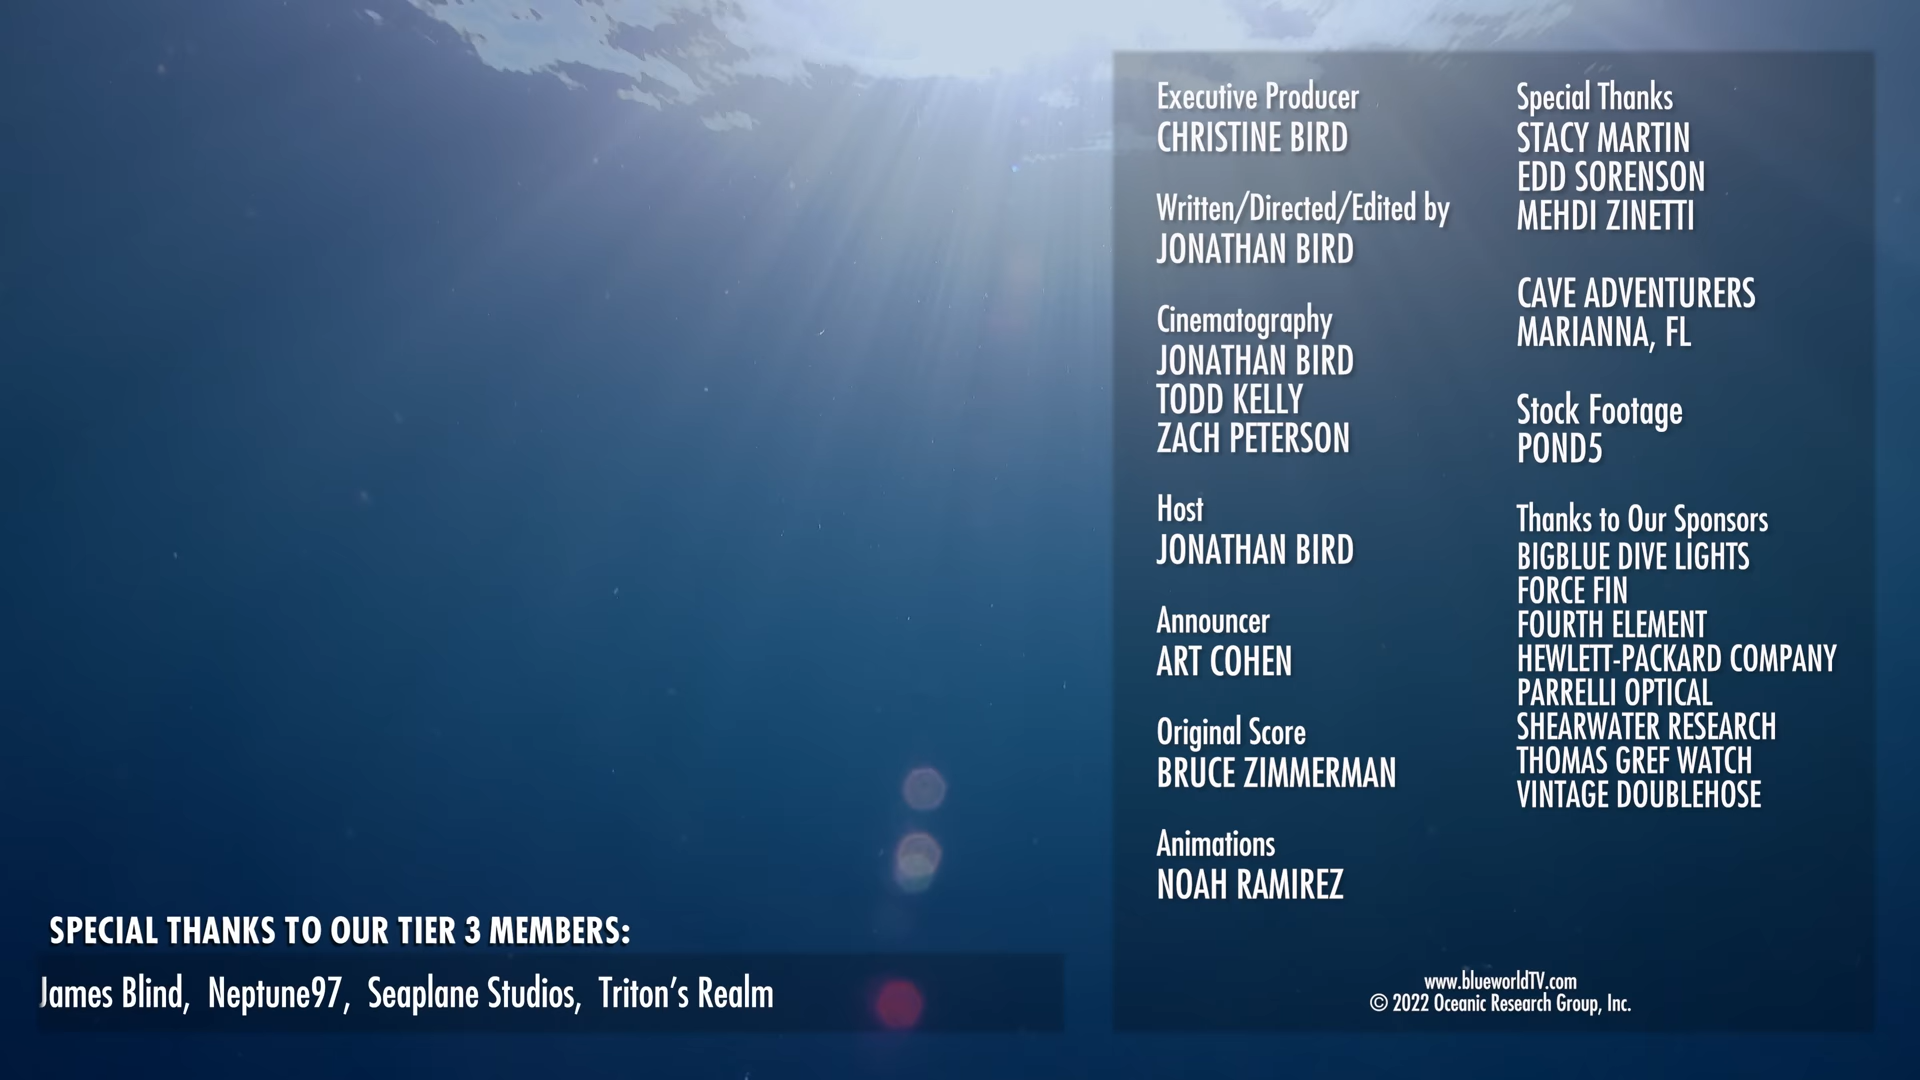 Executive Producer
CHRISTINE BIRD
Written/Directed/Edited by
JONATHAN BIRD
Cinematography
JONATHAN BIRD
TODD KELLY
ZACH PETERSON
Host
JONATHAN BIRD
Announcer
ART COHEN
Original Score
BRUCE ZIMMERMAN
Animations
NOAH RAMIREZ
Special Thanks
STACY MARTIN
EDD SORENSON
MEHDI ZINETTI
CAVE ADVENTURERS
MARIANNA, FL
Stock Footage
POND5
Thanks to Our Sponsors
BIGBLUE DIVE LIGHTS
FORCE FIN
FOURTH ELEMENT
HEWLETT-PACKARD COMPANY
PARRELLI OPTICAL
SHEARWATER RESEARCH
THOMAS GREF WATCH
VINTAGE DOUBLEHOSE
www.blueworldTV.com
© 2022 Oceanic Research Group, Inc.
SPECIAL THANKS TO OUR TIER 3 MEMBERS:
James Blind, Neptune97, Seaplane Studios, Triton's Realm